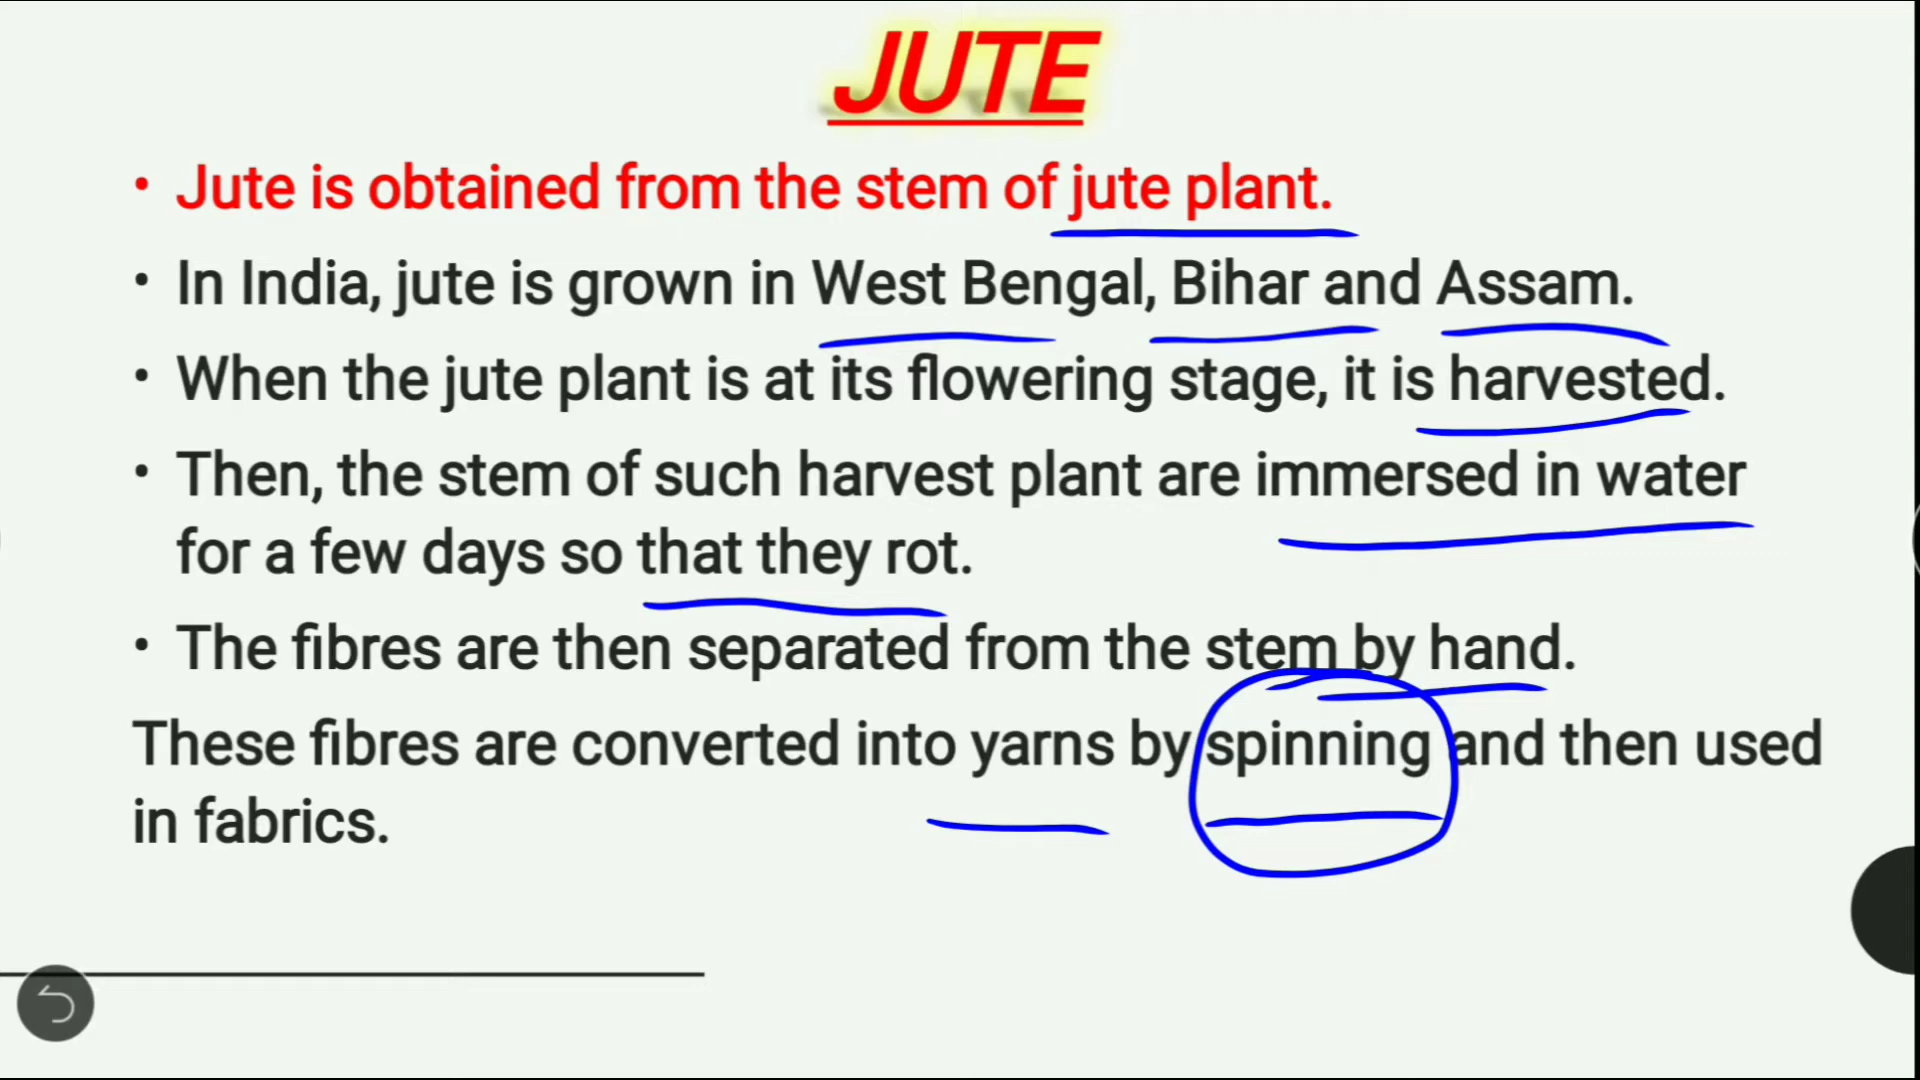 JUTE
• Jute is obtained from the stem of jute plant.
• In India, jute is grown in West Bengal, Bihar and Assam.
• When the jute plant is at its flowering stage, it is harvested.
• Then, the stem of such harvest plant are immersed in water
for a few days so that they rot.
• The fibres are then separated from the stem by hand.
These fibres are converted into yarns by spinning and then used
in fabrics.